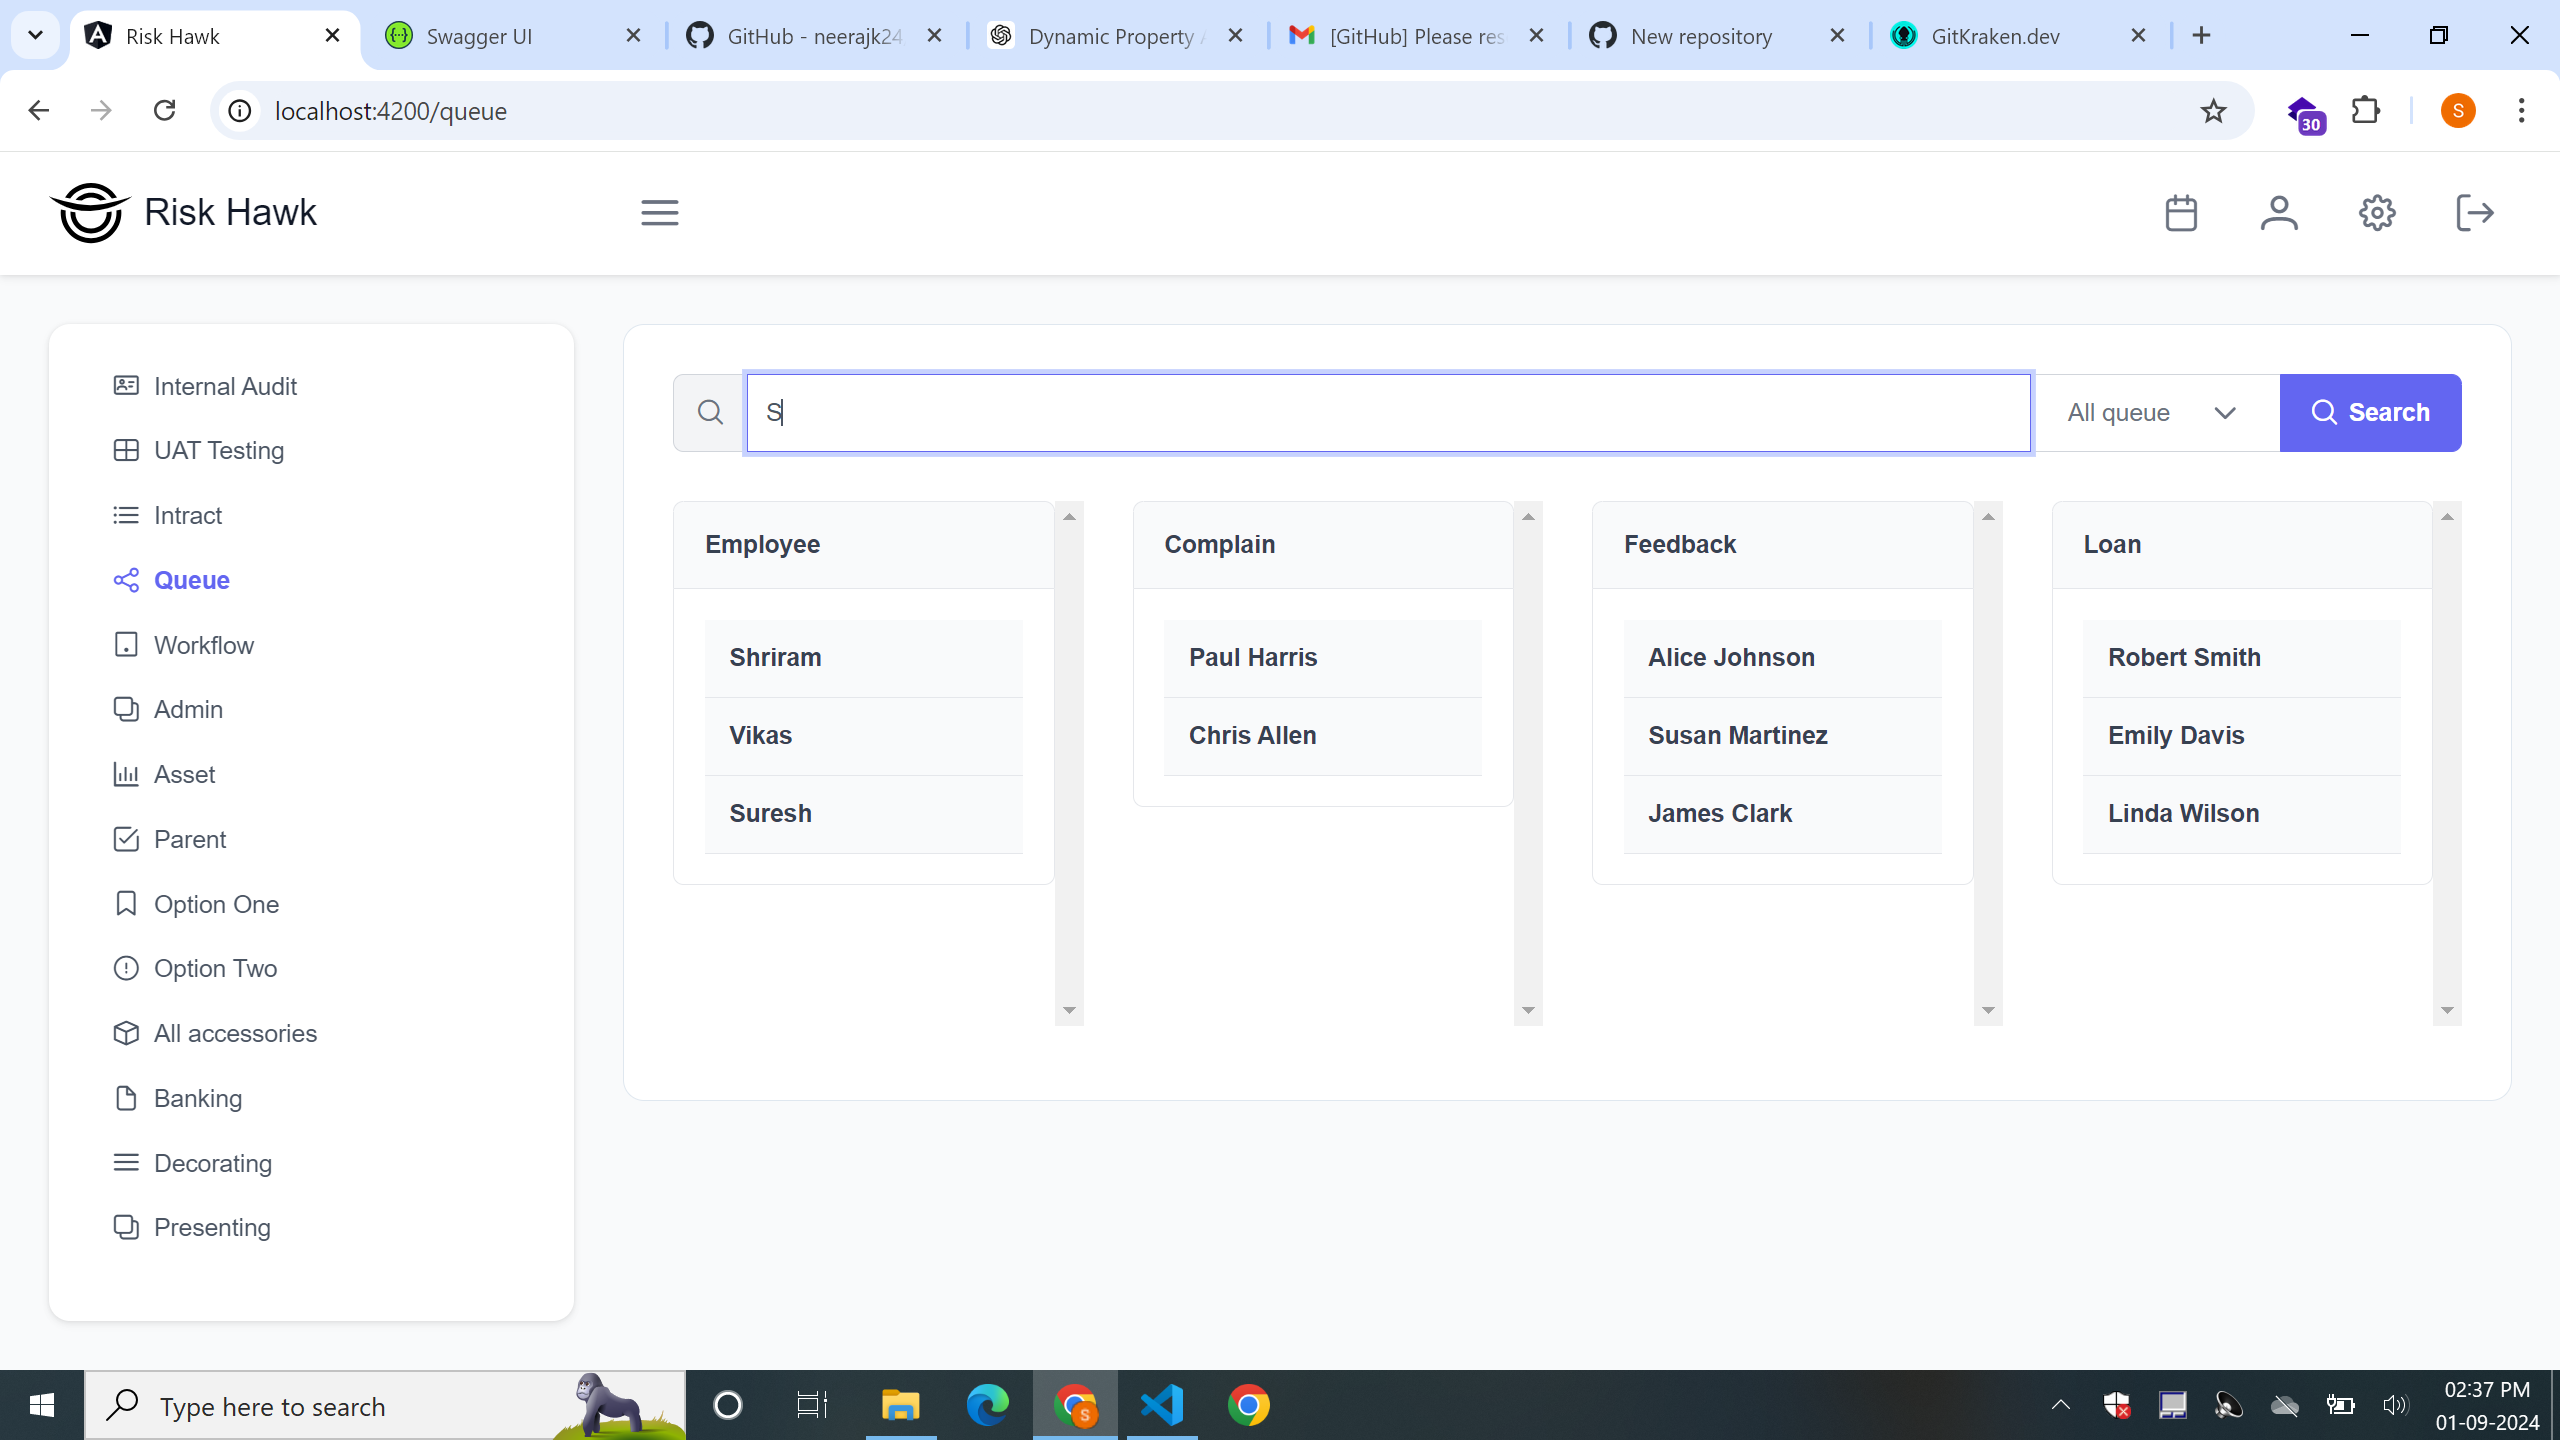 Risk Hawk
Swagger UI
GitHub - neerajk24
Dynamic Property
[GitHub] Please res
New repository
GitKraken.dev
localhost:4200/queue
30
S
Risk Hawk
Internal Audit
UAT Testing
Intract
Queue
Workflow
Admin
Asset
Parent
Option One
Option Two
All accessories
Banking
Decorating
Presenting
S
All queue
Search
Employee
Shriram
Vikas
Suresh
Complain
Paul Harris
Chris Allen
Feedback
Alice Johnson
Susan Martinez
James Clark
Loan
Robert Smith
Emily Davis
Linda Wilson
Type here to search
S
02:37 PM
01-09-2024